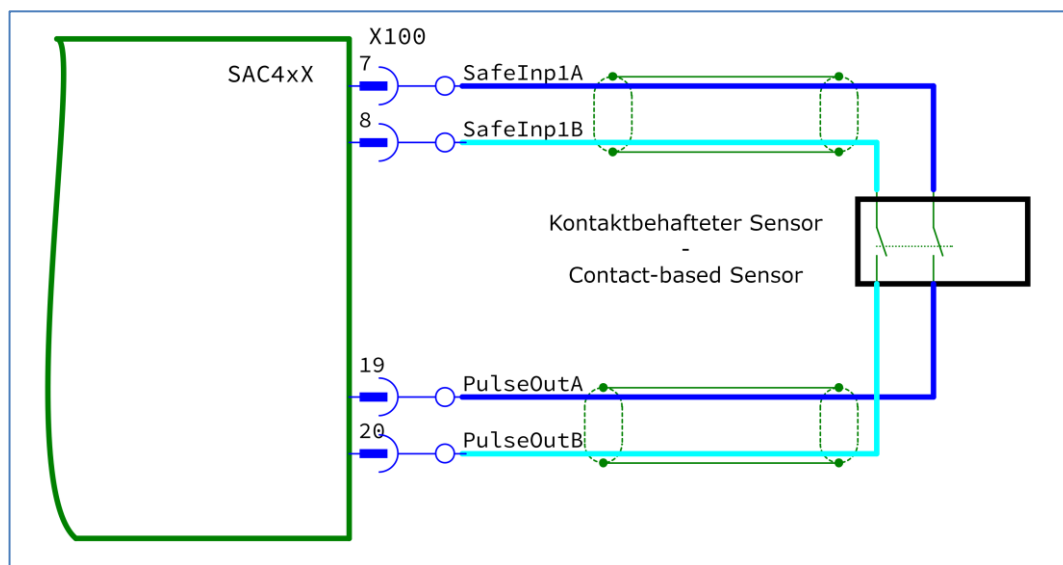 X100
SAC4xX
7
SafeInp1A
8
SafeInp1B
Kontaktbehafteter Sensor
-
Contact-based Sensor
19
PulseOutA
20
PulseOutB